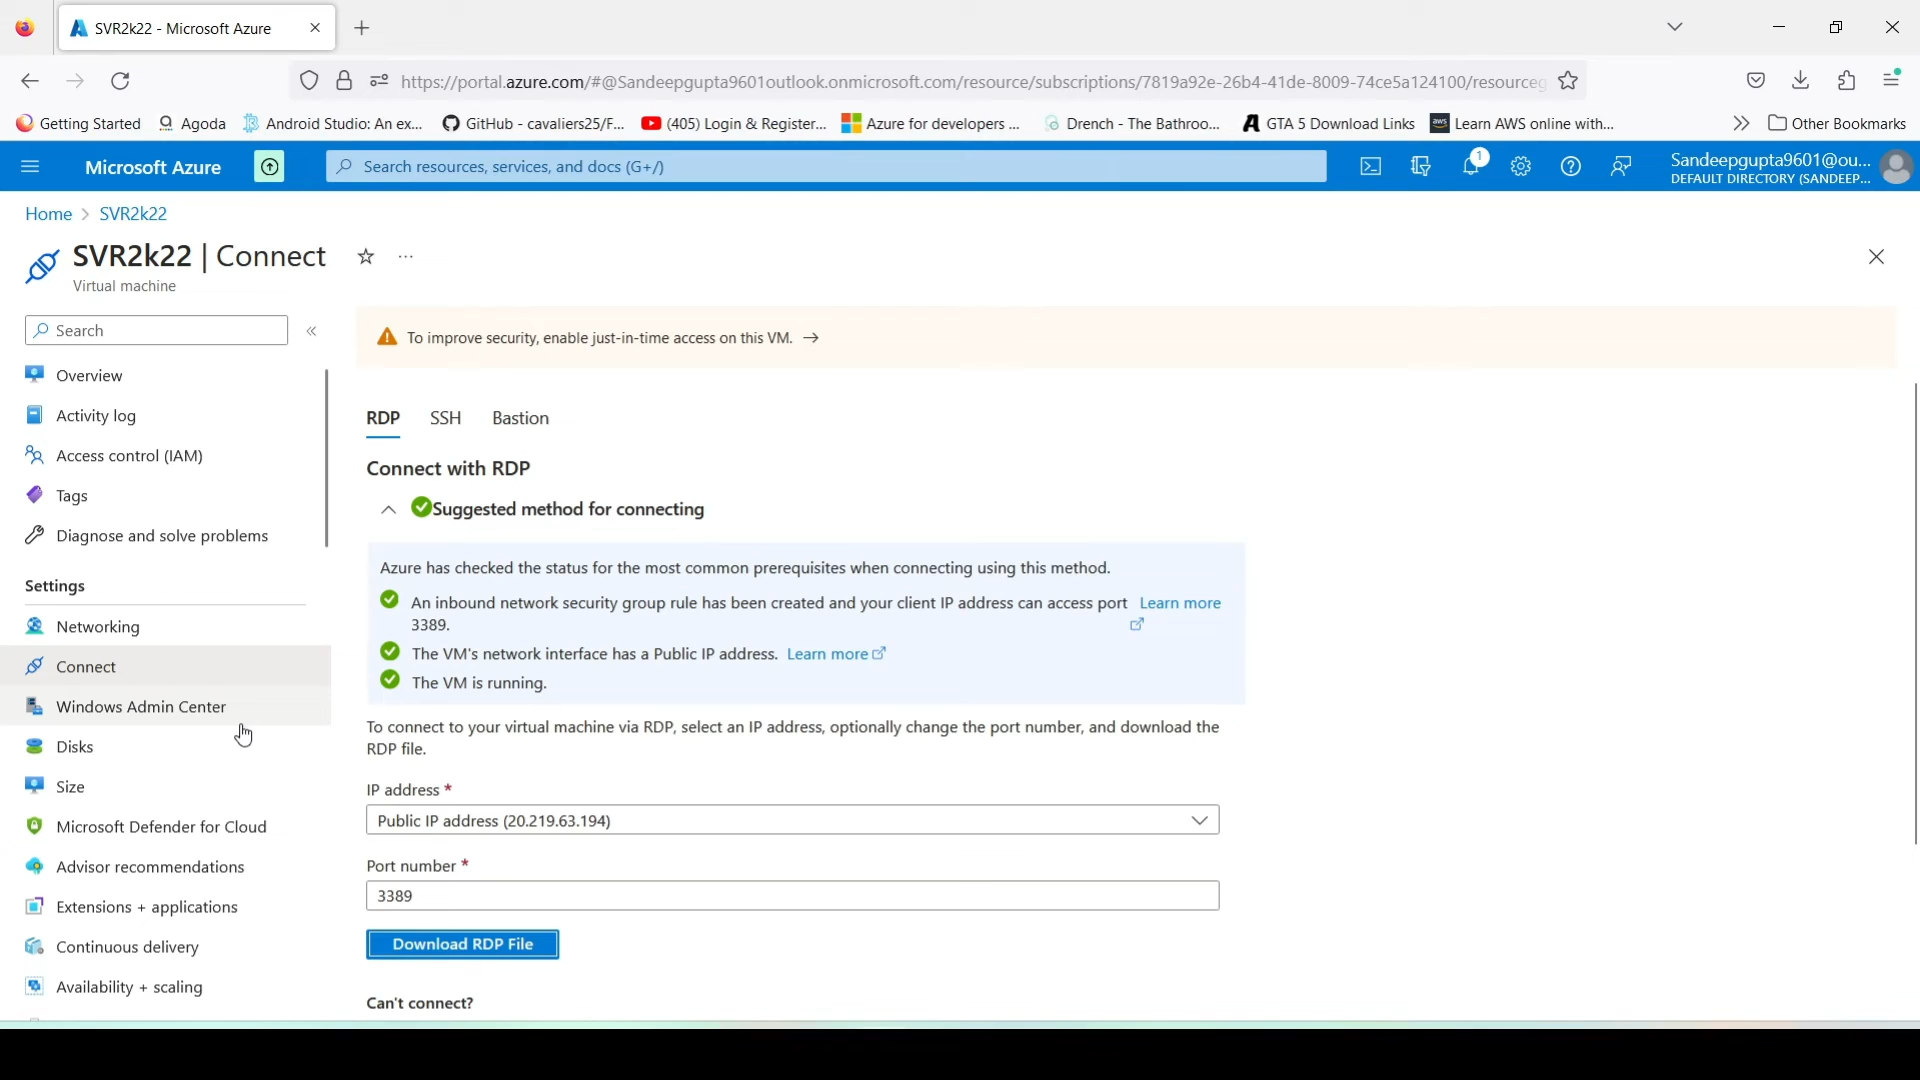 SVR2k22 - Microsoft Azure
https://portal.azure.com/#@Sandeepgupta9601outlook.onmicrosoft.com/resource/subscriptions/7819a92e-26b4-41de-8009-74ce5a124100/resourceg
Getting Started Agoda Android Studio: An ex... GitHub - cavaliers25/F... (405) Login & Register... Azure for developers ... Drench - The Bathroo... GTA 5 Download Links aws Learn AWS online with... Other Bookmarks
Microsoft Azure Search resources, services, and docs (G+/) 1 Sandeepgupta9601@ou...
DEFAULT DIRECTORY (SANDEEP...
Home > SVR2k22
SVR2k22 | Connect ...
Virtual machine
Search «
To improve security, enable just-in-time access on this VM. →
Overview
Activity log
Access control (IAM)
Tags
Diagnose and solve problems
Settings
Networking
Connect
Windows Admin Center
Disks
Size
Microsoft Defender for Cloud
Advisor recommendations
Extensions + applications
Continuous delivery
Availability + scaling
RDP SSH Bastion
Connect with RDP
Suggested method for connecting
Azure has checked the status for the most common prerequisites when connecting using this method.
An inbound network security group rule has been created and your client IP address can access port Learn more
3389.
The VM's network interface has a Public IP address. Learn more
The VM is running.
To connect to your virtual machine via RDP, select an IP address, optionally change the port number, and download the
RDP file.
IP address *
Public IP address (20.219.63.194)
Port number *
3389
Download RDP File
Can't connect?